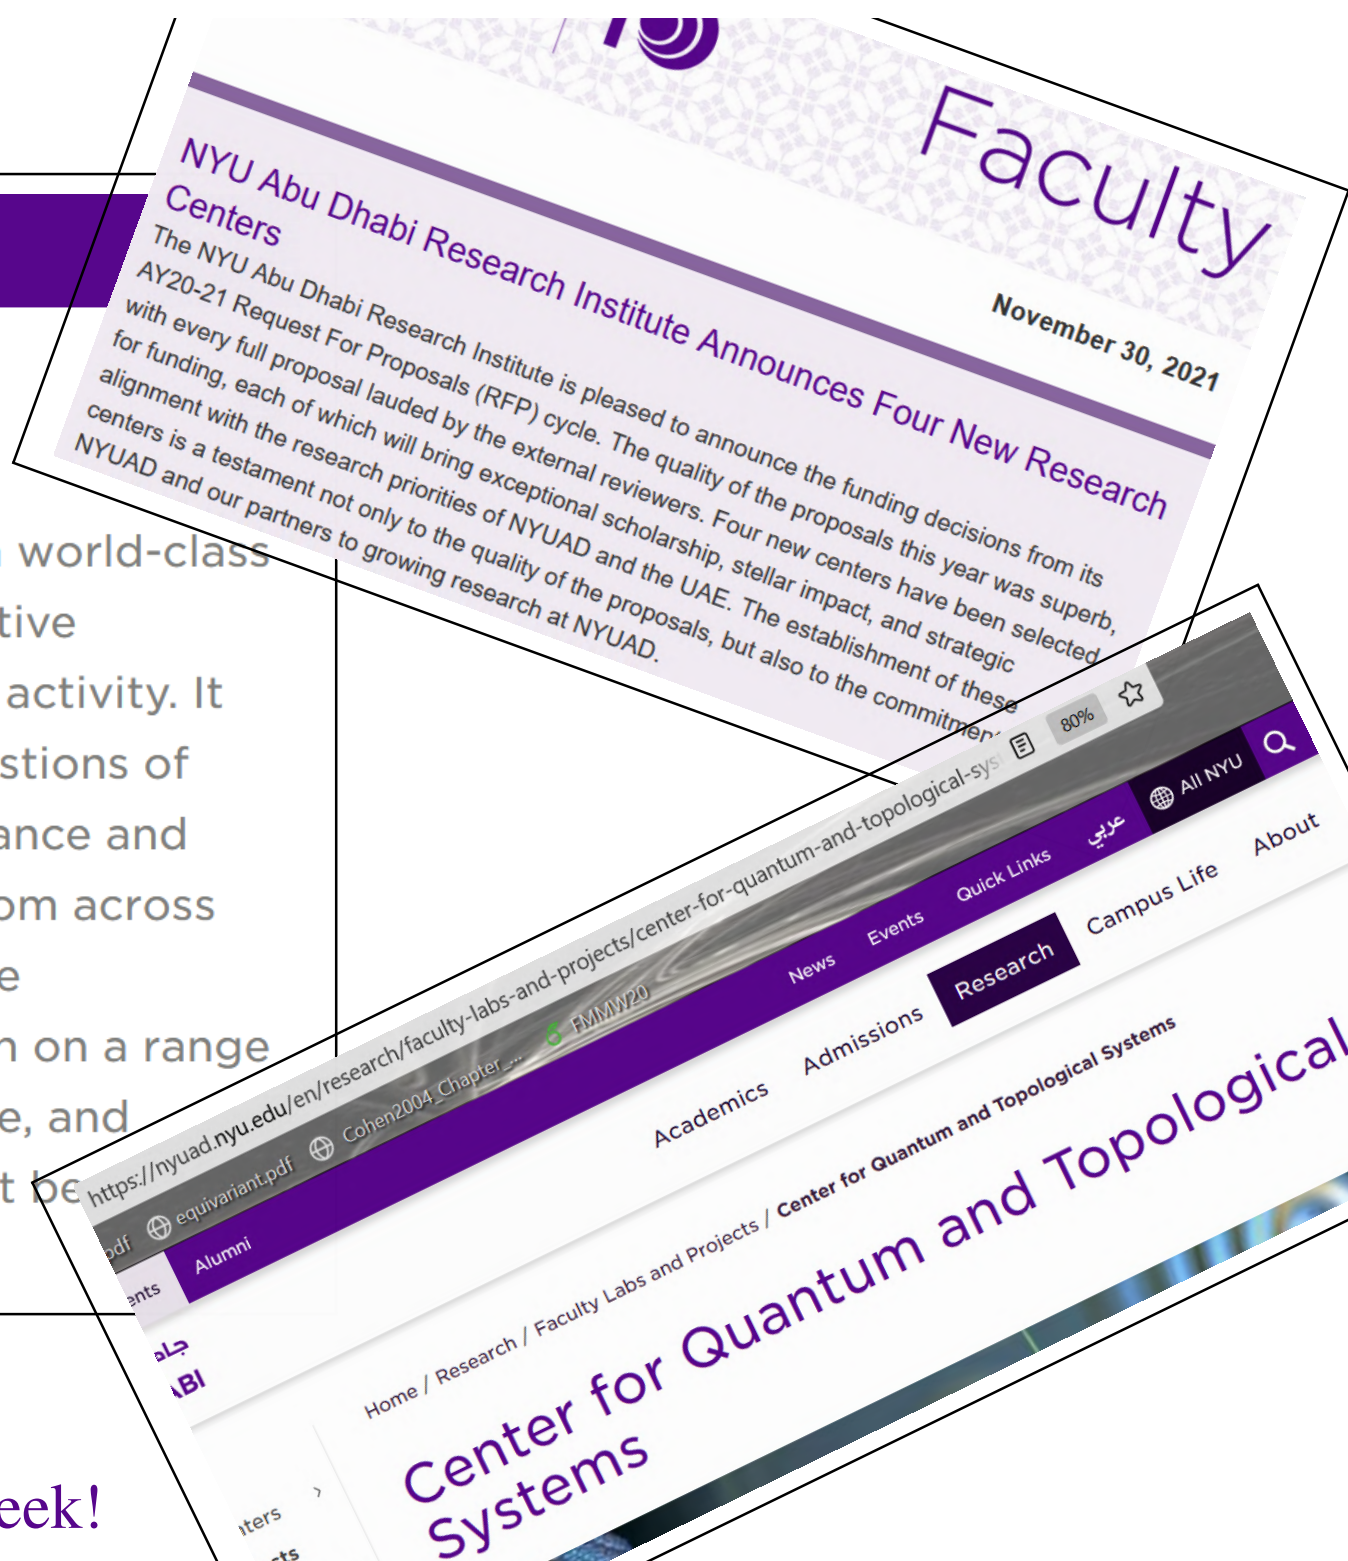 Faculty
November 30, 2021
NYU Abu Dhabi Research Institute Announces Four New Research
Centers
The NYU Abu Dhabi Research Institute is pleased to announce the funding decisions from its
AY20-21 Request For Proposals (RFP) cycle. The quality of the proposals this year was superb,
with every full proposal lauded by the external reviewers. Four new centers have been selected
for funding, each of which will bring exceptional scholarship, stellar impact, and strategic
alignment with the research priorities of NYUAD and the UAE. The establishment of these
centers is a testament not only to the quality of the proposals, but also to the commitment
NYUAD and our partners to growing research at NYUAD.
world-class
tive
activity. It
stions of
ance and
om across
e
n on a range
e, and
t be
https://nyuad.nyu.edu/en/research/faculty-labs-and-projects/center-for-quantum-and-topological-sys
80%
pdf equivariant.pdf Cohen2004_Chapter_... FMMW20
ents Alumni News Events Quick Links عربي All NYU
جام
ABI
Academics Admissions Research Campus Life About
Home / Research / Faculty Labs and Projects / Center for Quantum and Topological Systems
Center for Quantum and Topological
Systems
nters
cts
eek!